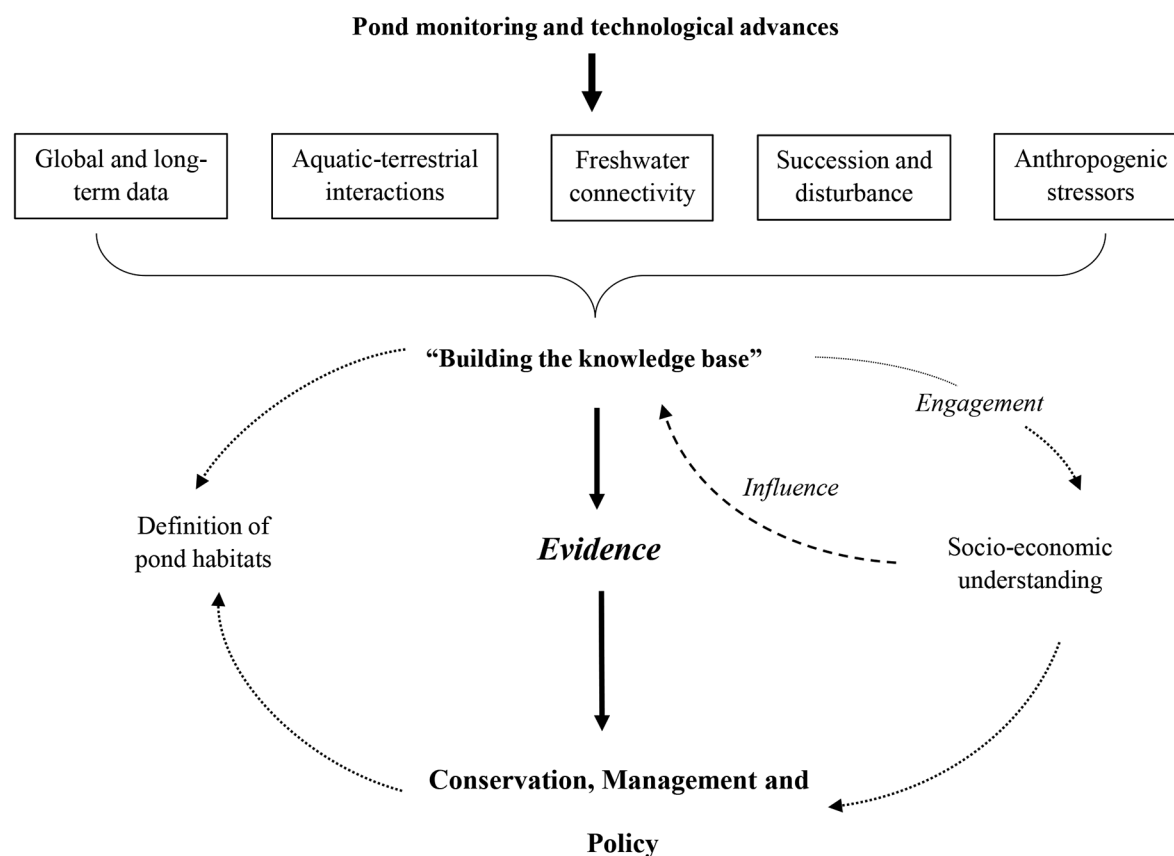 Pond monitoring and technological advances
Global and long-
term data
Aquatic-terrestrial
interactions
Freshwater
connectivity
Succession and
disturbance
Anthropogenic
stressors
“Building the knowledge base”
Engagement
Influence
Definition of
pond habitats
Evidence
Socio-economic
understanding
Conservation, Management and
Policy